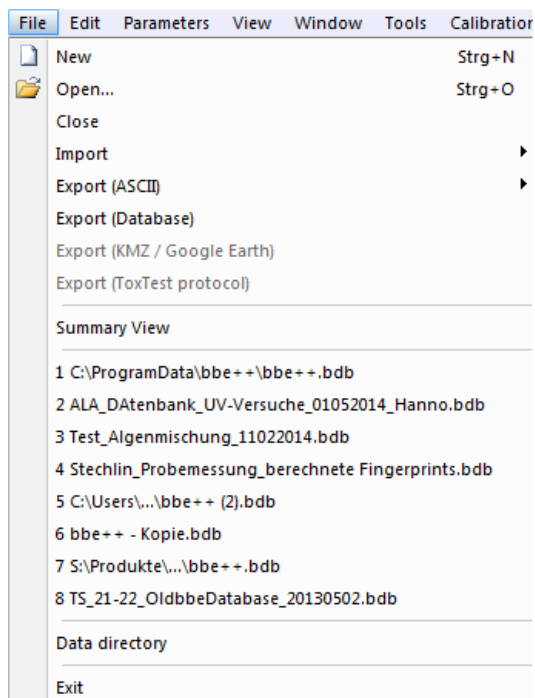 File Edit Parameters View Window Tools Calibration
New Strg+N
Open... Strg+O
Close
Import
Export (ASCII)
Export (Database)
Export (KMZ / Google Earth)
Export (ToxTest protocol)
Summary View
1 C:\ProgramData\bbe++\bbe++.bdb
2 ALA_DAtenbank_UV-Versuche_01052014_Hanno.bdb
3 Test_Algenmischung_11022014.bdb
4 Stechlin_Probemessung_berechnete Fingerprints.bdb
5 C:\Users\...\bbe++ (2).bdb
6 bbe++ - Kopie.bdb
7 S:\Produkte\...\bbe++.bdb
8 TS_21-22_OldbbeDatabase_20130502.bdb
Data directory
Exit